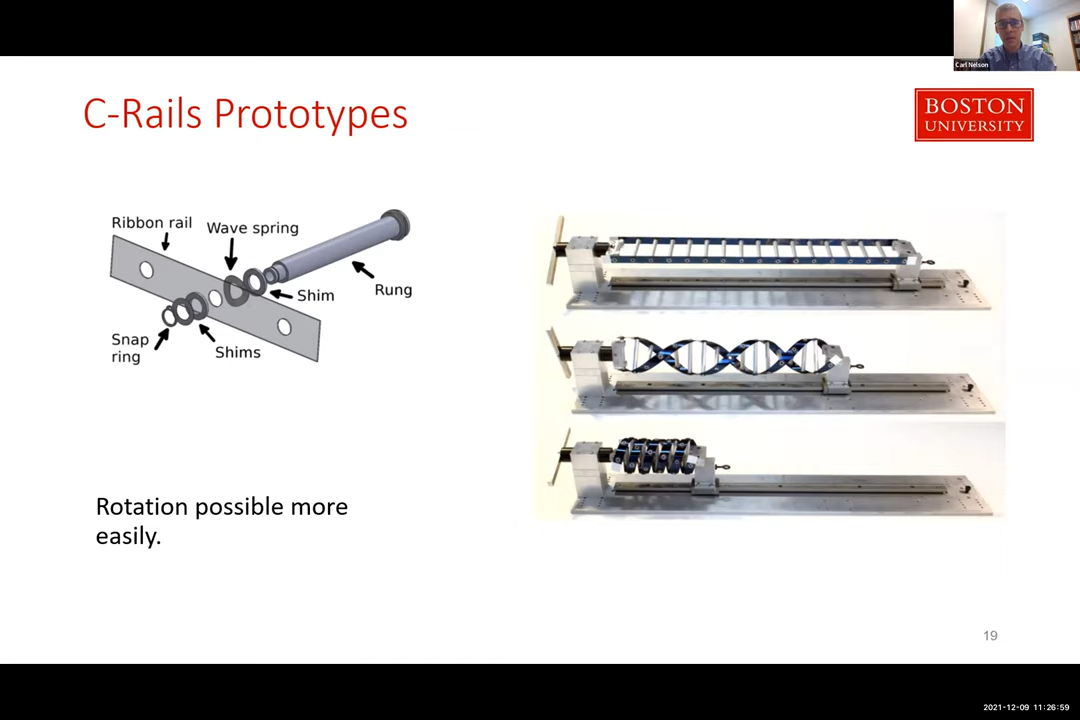 Carl Nelson
C-Rails Prototypes
BOSTON
UNIVERSITY
Ribbon rail
Wave spring
Shim
Rung
Snap
ring
Shims
Rotation possible more
easily.
19
2021-12-09 11:26:59